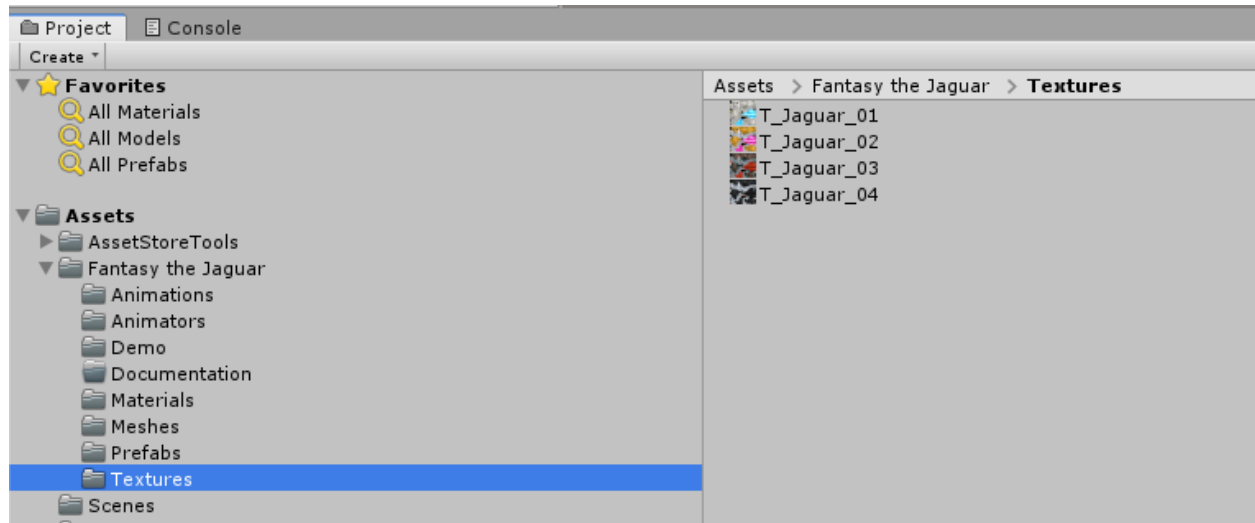 Project
Console
Create
Favorites
All Materials
All Models
All Prefabs
Assets
AssetStoreTools
Fantasy the Jaguar
Animations
Animators
Demo
Documentation
Materials
Meshes
Prefabs
Textures
Scenes
Assets > Fantasy the Jaguar > Textures
T_Jaguar_01
T_Jaguar_02
T_Jaguar_03
T_Jaguar_04